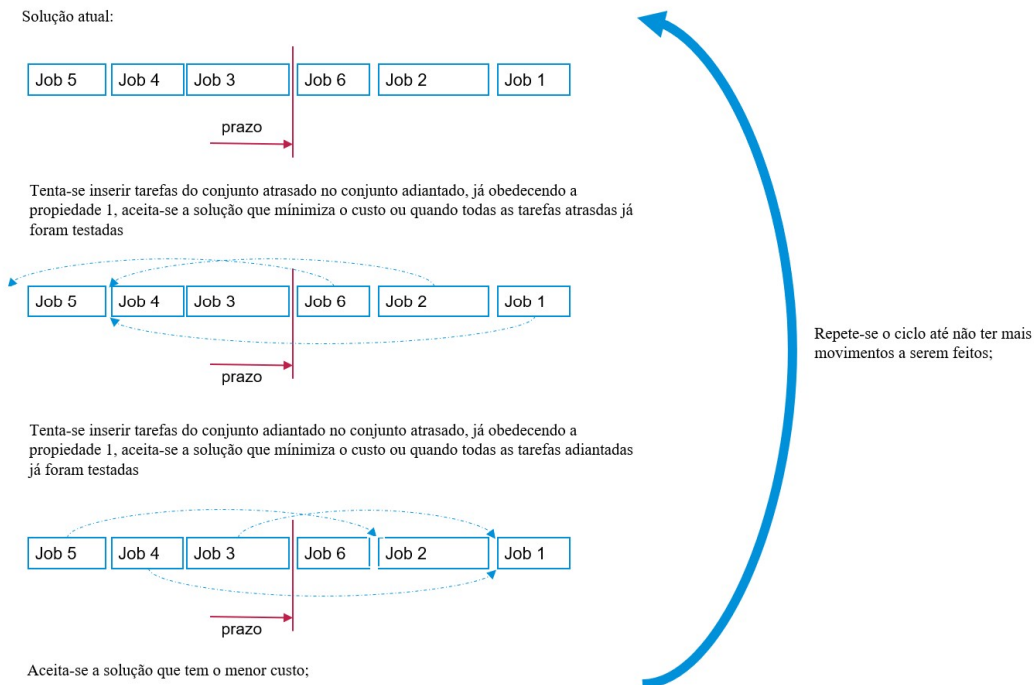 Solução atual:
Job 5 Job 4 Job 3 Job 6 Job 2 Job 1
prazo
Tenta-se inserir tarefas do conjunto atrasado no conjunto adiantado, já obedecendo a
propiedade 1, aceita-se a solução que mínimiza o custo ou quando todas as tarefas atrasdas já
foram testadas
Job 5 Job 4 Job 3 Job 6 Job 2 Job 1
prazo
Repete-se o ciclo até não ter mais
movimentos a serem feitos;
Tenta-se inserir tarefas do conjunto adiantado no conjunto atrasado, já obedecendo a
propiedade 1, aceita-se a solução que mínimiza o custo ou quando todas as tarefas adiantadas
já foram testadas
Job 5 Job 4 Job 3 Job 6 Job 2 Job 1
prazo
Aceita-se a solução que tem o menor custo;